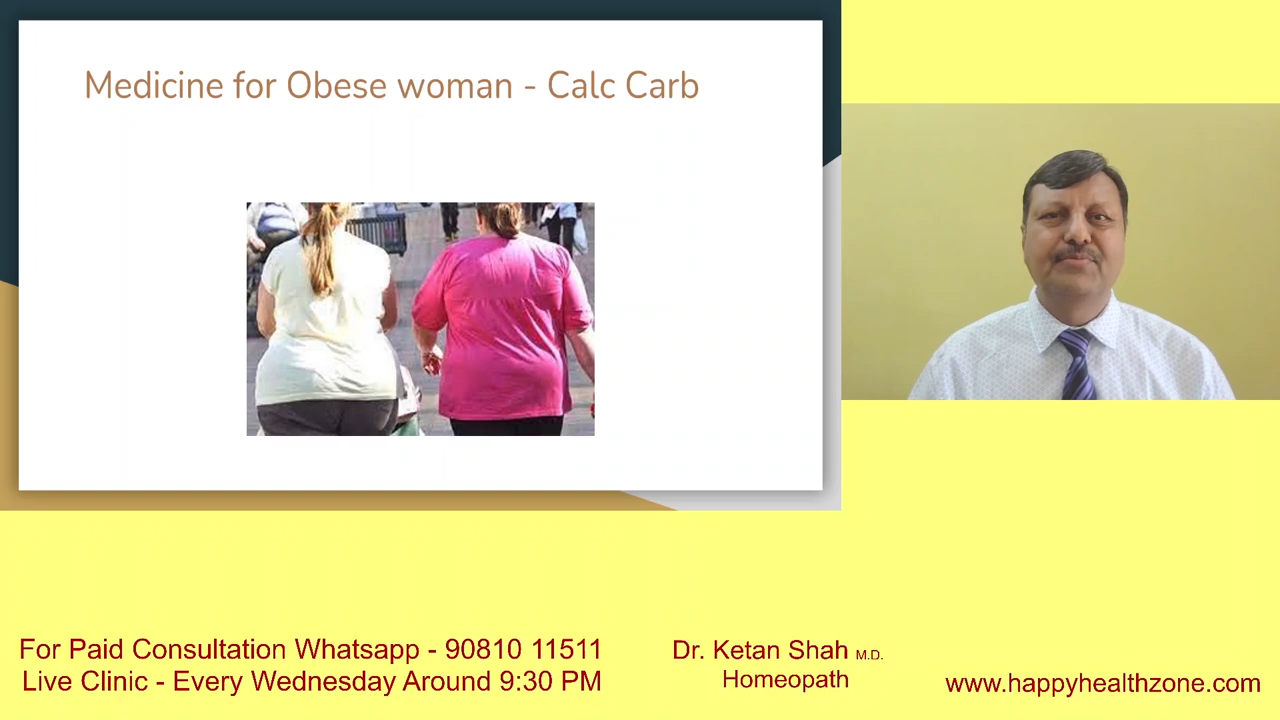 Medicine for Obese woman - Calc Carb
For Paid Consultation Whatsapp - 90810 11511
Live Clinic - Every Wednesday Around 9:30 PM
Dr. Ketan Shah M.D.
Homeopath
www.happyhealthzone.com